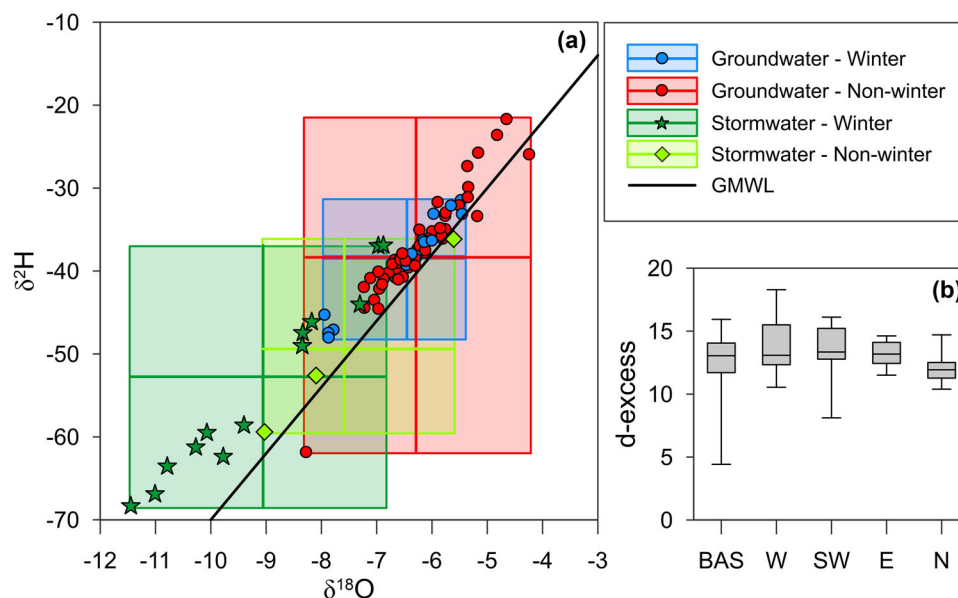 (a)
-10
-20
-30
-40
-50
-60
-70
δ²H
-12 -11 -10 -9 -8 -7 -6 -5 -4 -3
δ¹⁸O
Groundwater - Winter
Groundwater - Non-winter
Stormwater - Winter
Stormwater - Non-winter
GMWL
(b)
20
15
10
5
0
d-excess
BAS W SW E N